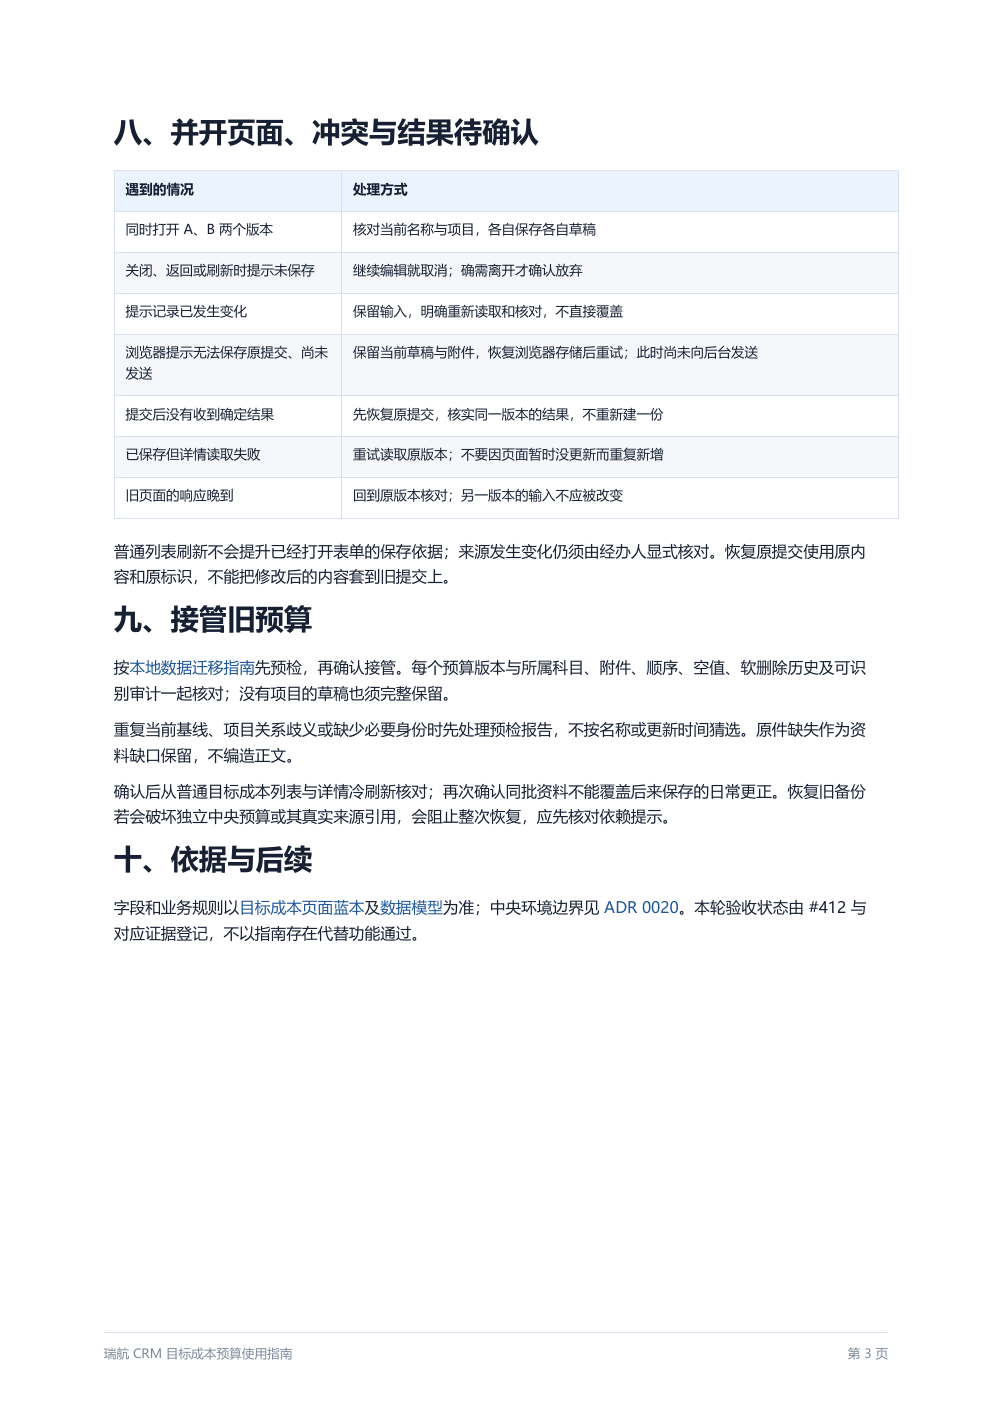 八、并开页面、冲突与结果待确认
遇到的情况 处理方式
同时打开 A、B 两个版本 核对当前名称与项目，各自保存各自草稿
关闭、返回或刷新时提示未保存 继续编辑就取消；确需离开才确认放弃
提示记录已发生变化 保留输入，明确重新读取和核对，不直接覆盖
浏览器提示无法保存原提交、尚未 保留当前草稿与附件，恢复浏览器存储后重试；此时尚未向后台发送
发送
提交后没有收到确定结果 先恢复原提交，核实同一版本的结果，不重新建一份
已保存但详情读取失败 重试读取原版本；不要因页面暂时没更新而重复新增
旧页面的响应晚到 回到原版本核对；另一版本的输入不应被改变
普通列表刷新不会提升已经打开表单的保存依据；来源发生变化仍须由经办人显式核对。恢复原提交使用原内
容和原标识，不能把修改后的内容套到旧提交上。
九、接管旧预算
按本地数据迁移指南先预检，再确认接管。每个预算版本与所属科目、附件、顺序、空值、软删除历史及可识
别审计一起核对；没有项目的草稿也须完整保留。
重复当前基线、项目关系歧义或缺少必要身份时先处理预检报告，不按名称或更新时间猜选。原件缺失作为资
料缺口保留，不编造正文。
确认后从普通目标成本列表与详情冷刷新核对；再次确认同批资料不能覆盖后来保存的日常更正。恢复旧备份
若会破坏独立中央预算或其真实来源引用，会阻止整次恢复，应先核对依赖提示。
十、依据与后续
字段和业务规则以目标成本页面蓝本及数据模型为准；中央环境边界见 ADR 0020。本轮验收状态由 #412 与
对应证据登记，不以指南存在代替功能通过。
瑞航 CRM 目标成本预算使用指南 第 3 页